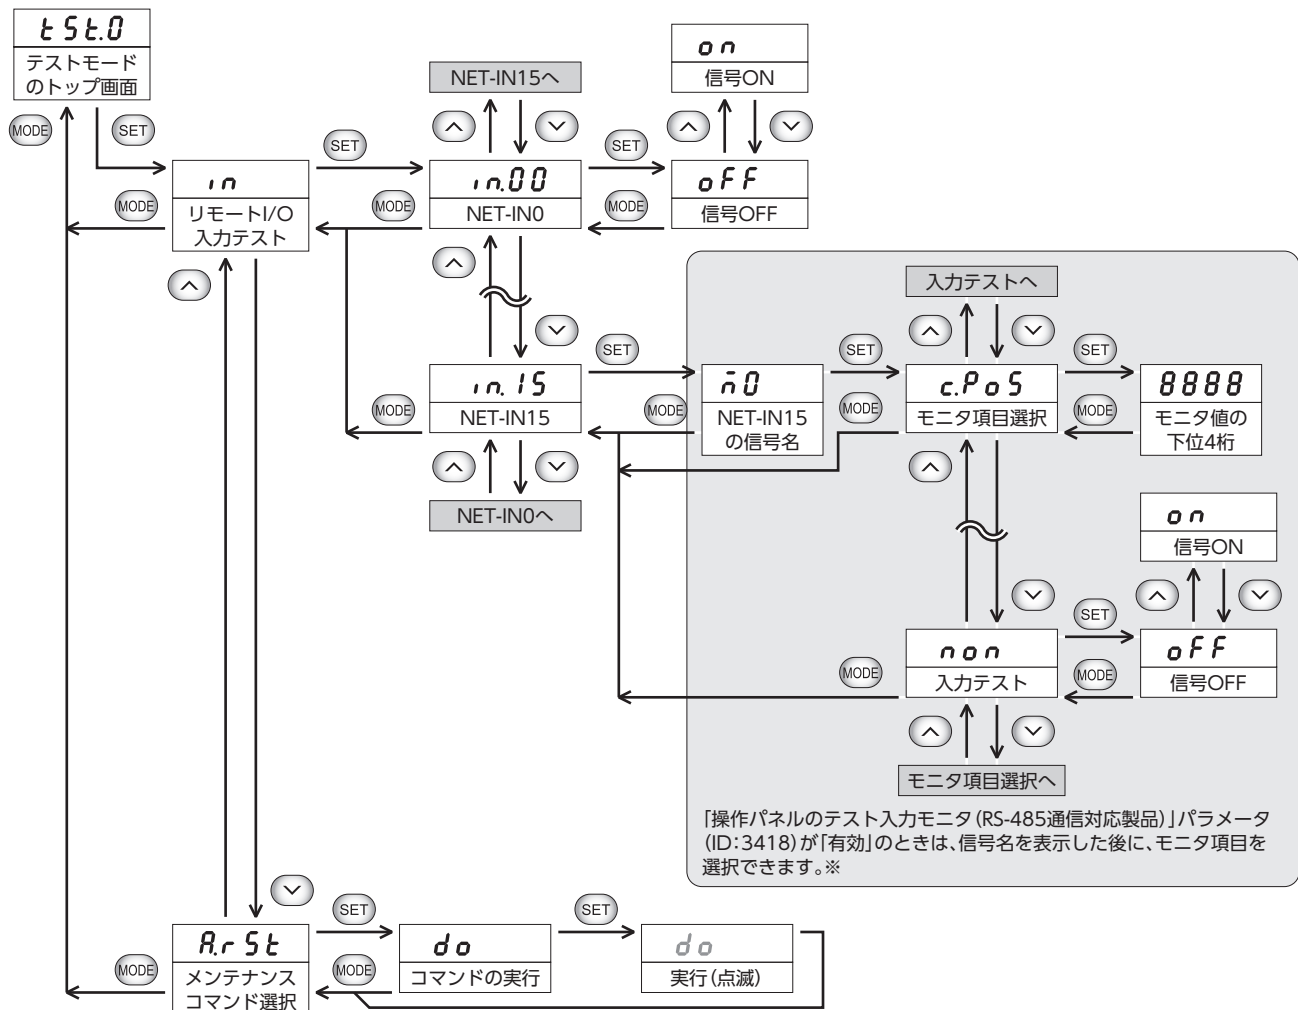 tSt.0
テストモード
のトップ画面
MODE
SET
in
リモートI/O
入力テスト
MODE
SET
NET-IN15へ
in.00
NET-IN0
MODE
SET
on
信号ON
oFF
信号OFF
MODE
in.15
NET-IN15
MODE
SET
NET-IN0へ
n̄0
NET-IN15
の信号名
MODE
SET
入力テストへ
c.PoS
モニタ項目選択
MODE
SET
8888
モニタ値の
下位4桁
MODE
on
信号ON
non
入力テスト
MODE
SET
oFF
信号OFF
MODE
モニタ項目選択へ
「操作パネルのテスト入力モニタ(RS-485通信対応製品)」パラメータ
(ID:3418)が「有効」のときは、信号名を表示した後に、モニタ項目を
選択できます。※
A.rSt
メンテナンス
コマンド選択
MODE
SET
do
コマンドの実行
MODE
SET
do
実行(点滅)